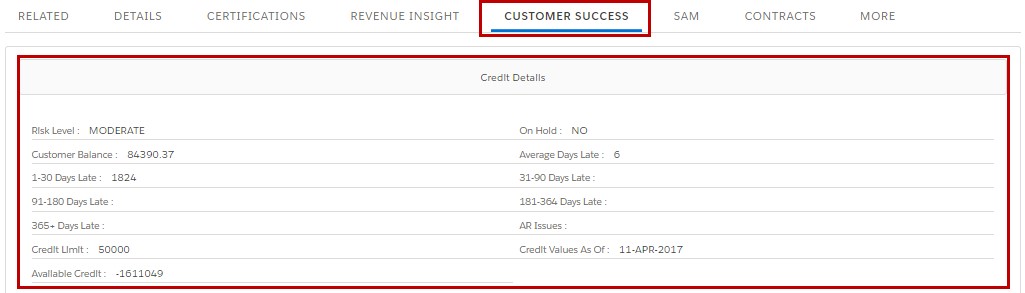 RELATED DETAILS CERTIFICATIONS REVENUE INSIGHT CUSTOMER SUCCESS SAM CONTRACTS MORE
Credit Details
Risk Level : MODERATE On Hold : NO
Customer Balance : 84390.37 Average Days Late : 6
1-30 Days Late : 1824 31-90 Days Late :
91-180 Days Late : 181-364 Days Late :
365+ Days Late : AR Issues :
Credit Limit : 50000 Credit Values As Of : 11-APR-2017
Available Credit : -1611049